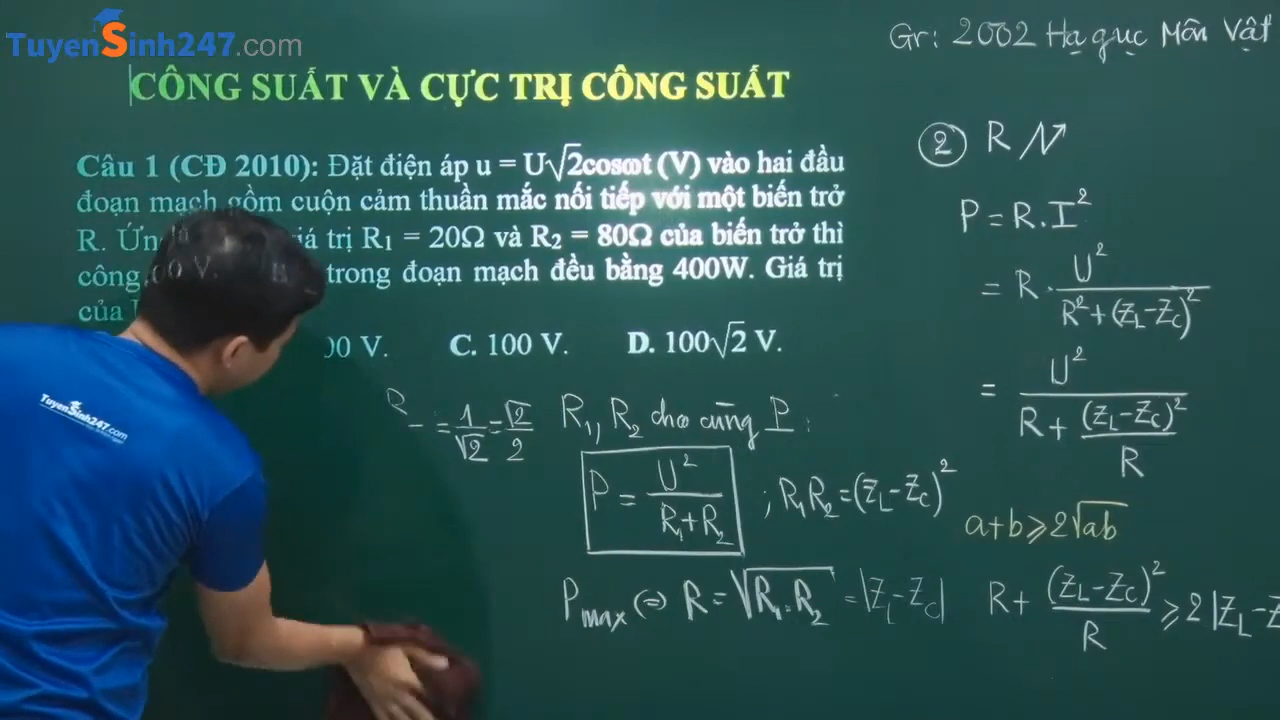 TuyenSinh247.com
Gr: 2002 Hạ gục Môn Vật
CÔNG SUẤT VÀ CỰC TRỊ CÔNG SUẤT
Câu 1 (CĐ 2010): Đặt điện áp u = U√2cosωt (V) vào hai đầu
đoạn mạch gồm cuộn cảm thuần mắc nối tiếp với một biến trở
R. Ứng trị R₁ = 20Ω và R₂ = 80Ω của biến trở thì
công trong đoạn mạch đều bằng 400W. Giá trị
của
00 V. C. 100 V. D. 100√2 V.
TuyenSinh247.com
= 1/√2 = √2/2
R₁, R₂ cho cùng P :
P = U²/(R₁+R₂) ; R₁R₂ = (Z_L-Z_C)²
P_max ⇔ R = √(R₁.R₂) = |Z_L-Z_C|
② R
P = R.I²
= R . U²/(R²+(Z_L-Z_C)²)
= U²/(R + (Z_L-Z_C)²/R)
a+b ⩾ 2√ab
R + (Z_L-Z_C)²/R ⩾ 2|Z_L-Z